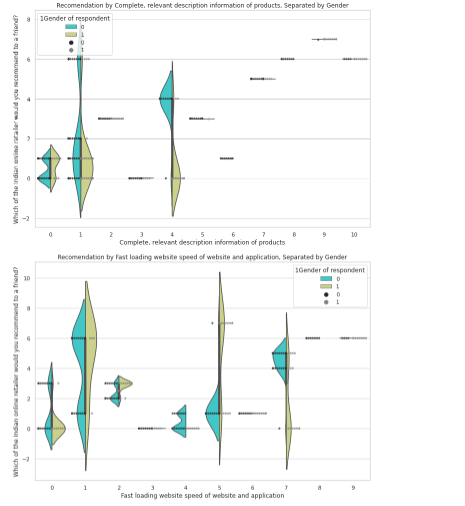 Recomendation by Complete, relevant description information of products, Separated by Gender
Which of the Indian online retailer would you recommend to a friend?
8
6
4
2
0
−2
1Gender of respondent
0
1
0
1
0 1 2 3 4 5 6 7 8 9 10
Complete, relevant description information of products
Recomendation by Fast loading website speed of website and application, Separated by Gender
Which of the Indian online retailer would you recommend to a friend?
10
8
6
4
2
0
−2
1Gender of respondent
0
1
0
1
0 1 2 3 4 5 6 7 8 9
Fast loading website speed of website and application